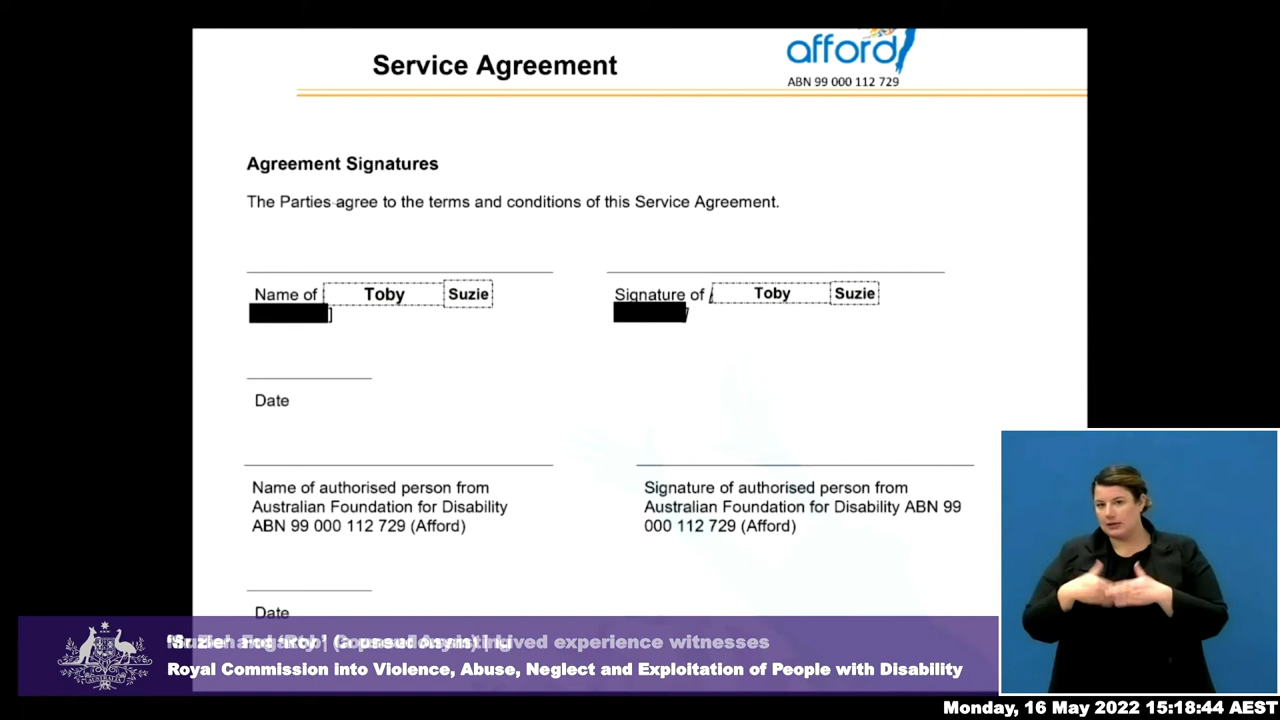 Service Agreement
afford
ABN 99 000 112 729
Agreement Signatures
The Parties agree to the terms and conditions of this Service Agreement.
Name of Toby Suzie
Signature of Toby Suzie
Date
Name of authorised person from
Australian Foundation for Disability
ABN 99 000 112 729 (Afford)
Signature of authorised person from
Australian Foundation for Disability ABN 99
000 112 729 (Afford)
Date
experience witnesses
Royal Commission into Violence, Abuse, Neglect and Exploitation of People with Disability
Monday, 16 May 2022 15:18:44 AEST